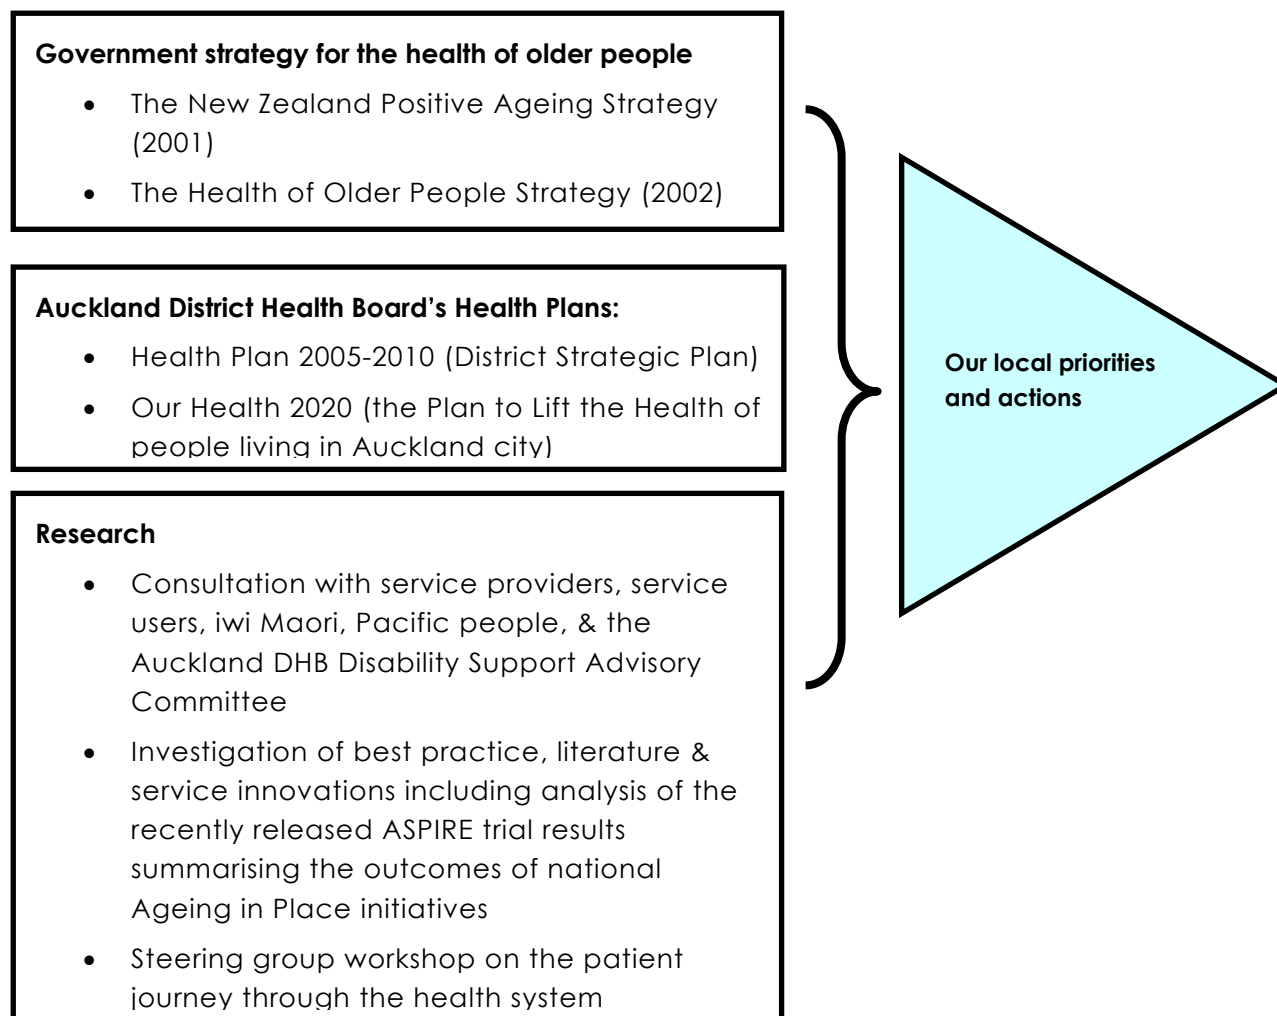 Government strategy for the health of older people
• The New Zealand Positive Ageing Strategy
(2001)
• The Health of Older People Strategy (2002)
Auckland District Health Board’s Health Plans:
• Health Plan 2005-2010 (District Strategic Plan)
• Our Health 2020 (the Plan to Lift the Health of
people living in Auckland city)
Research
• Consultation with service providers, service
users, iwi Maori, Pacific people, & the
Auckland DHB Disability Support Advisory
Committee
• Investigation of best practice, literature &
service innovations including analysis of the
recently released ASPIRE trial results
summarising the outcomes of national
Ageing in Place initiatives
• Steering group workshop on the patient
journey through the health system
Our local priorities
and actions